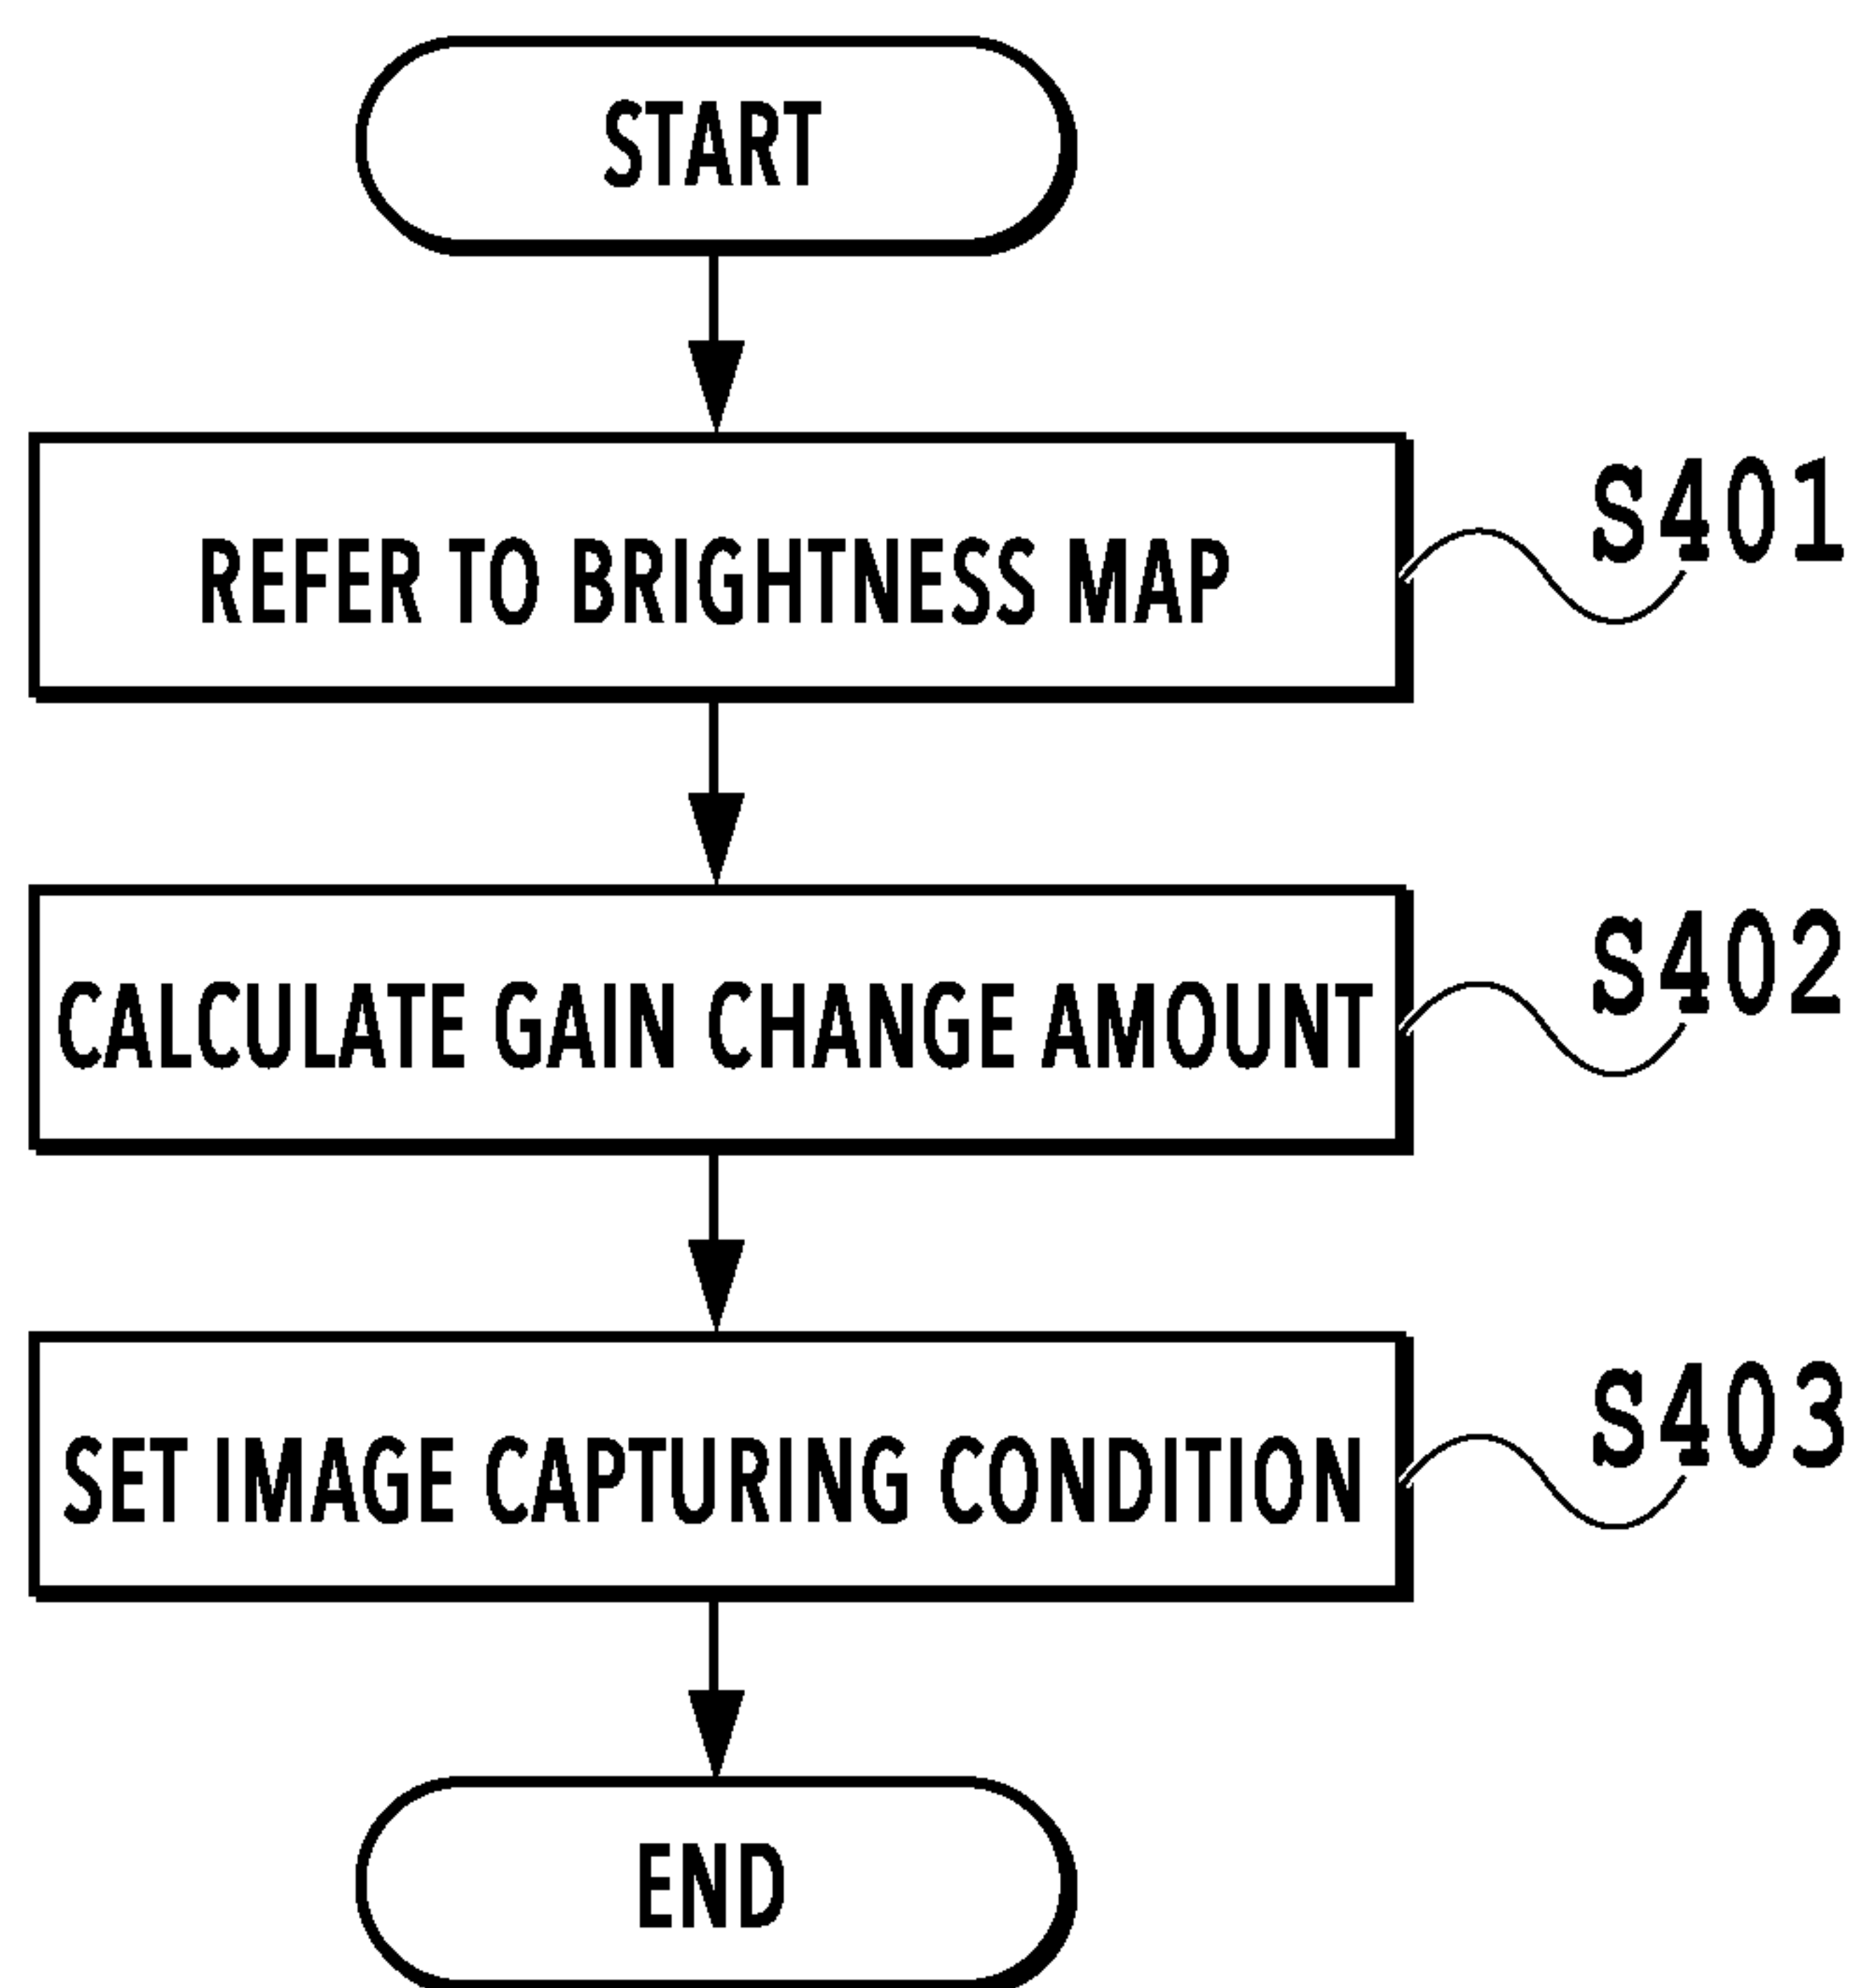 START
REFER TO BRIGHTNESS MAP
S401
CALCULATE GAIN CHANGE AMOUNT
S402
SET IMAGE CAPTURING CONDITION
S403
END